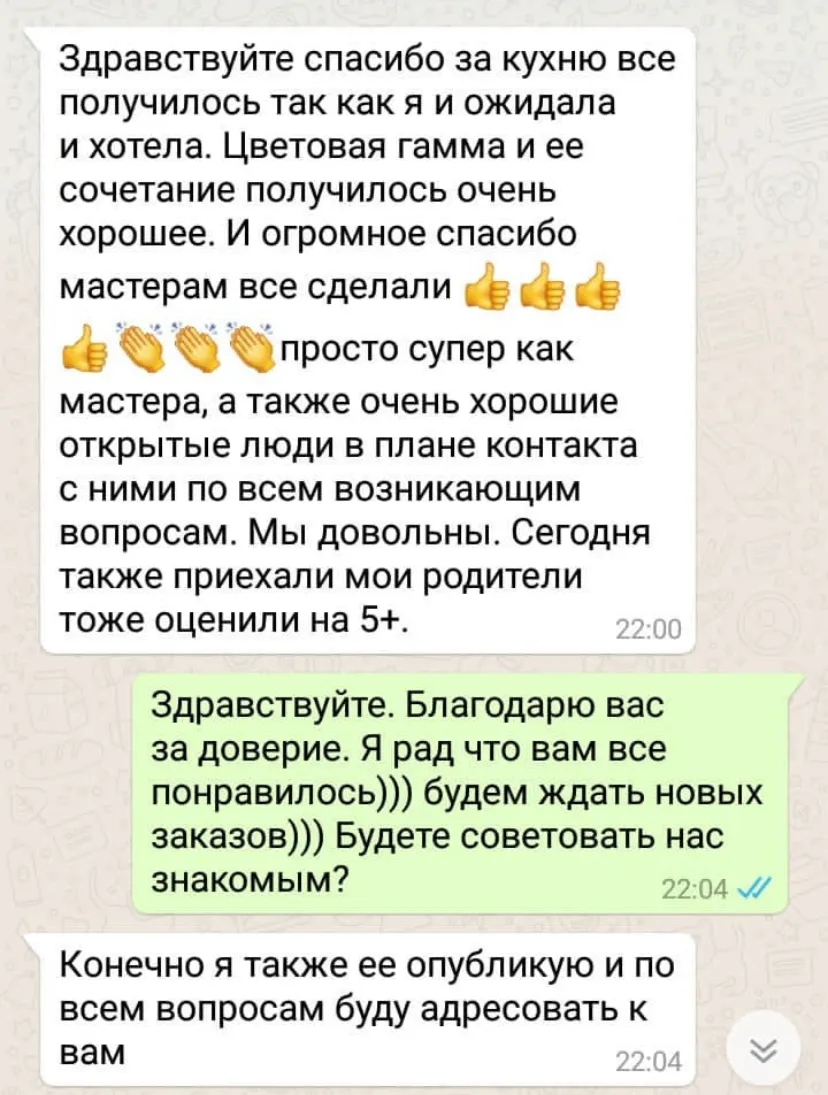 Здравствуйте спасибо за кухню все
получилось так как я и ожидала
и хотела. Цветовая гамма и ее
сочетание получилось очень
хорошее. И огромное спасибо
мастерам все сделали 👍👍👍
👍👏👏👏просто супер как
мастера, а также очень хорошие
открытые люди в плане контакта
с ними по всем возникающим
вопросам. Мы довольны. Сегодня
также приехали мои родители
тоже оценили на 5+.
22:00
Здравствуйте. Благодарю вас
за доверие. Я рад что вам все
понравилось))) будем ждать новых
заказов))) Будете советовать нас
знакомым?
22:04
Конечно я также ее опубликую и по
всем вопросам буду адресовать к
вам
22:04